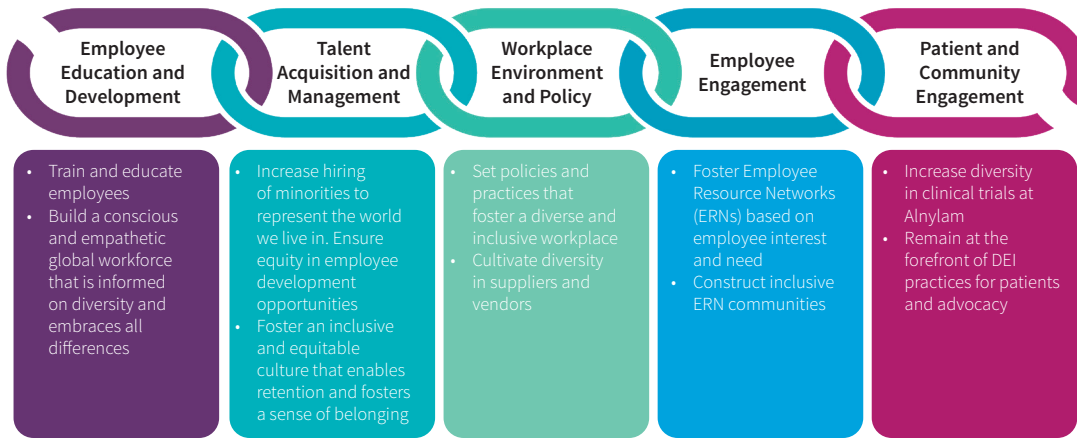 Employee
Education and
Development
Talent
Acquisition and
Management
Workplace
Environment
and Policy
Employee
Engagement
Patient and
Community
Engagement
• Train and educate
employees
• Build a conscious
and empathetic
global workforce
that is informed
on diversity and
embraces all
differences
• Increase hiring
of minorities to
represent the world
we live in. Ensure
equity in employee
development
opportunities
• Foster an inclusive
and equitable
culture that enables
retention and fosters
a sense of belonging
• Set policies and
practices that
foster a diverse and
inclusive workplace
• Cultivate diversity
in suppliers and
vendors
• Foster Employee
Resource Networks
(ERNs) based on
employee interest
and need
• Construct inclusive
ERN communities
• Increase diversity
in clinical trials at
Alnylam
• Remain at the
forefront of DEI
practices for patients
and advocacy